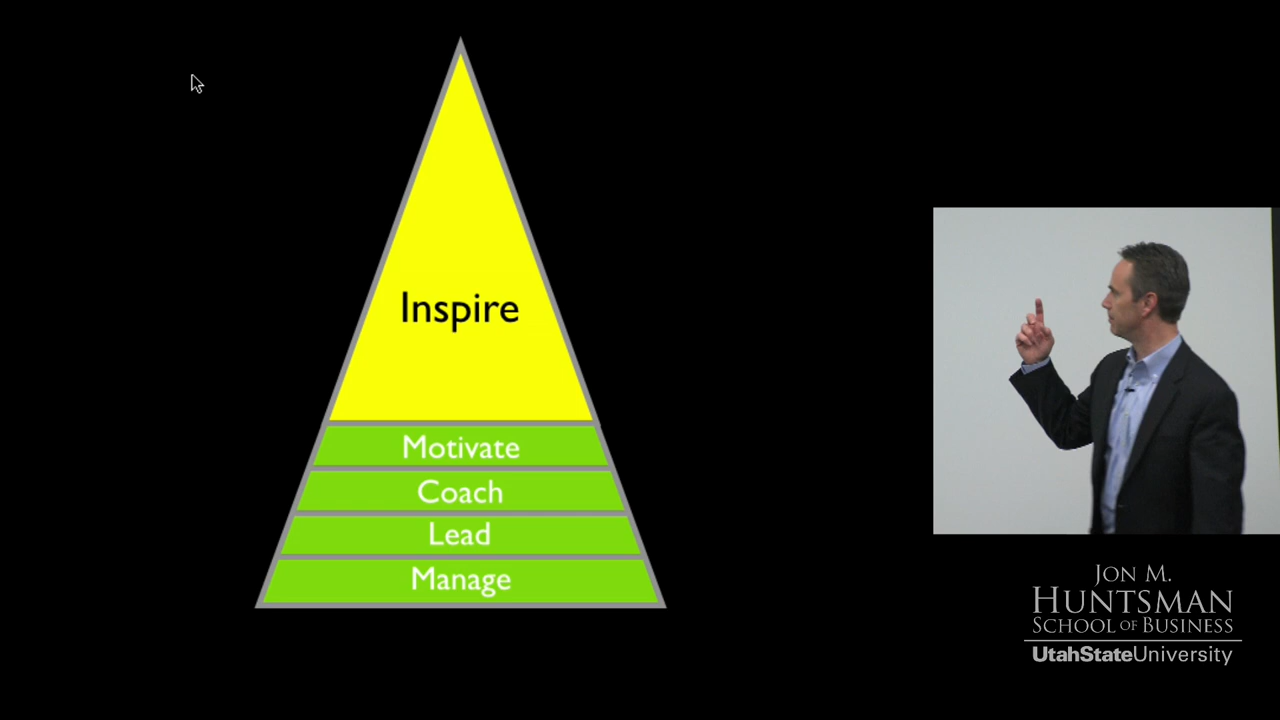 Inspire
Motivate
Coach
Lead
Manage
JON M.
HUNTSMAN
SCHOOL OF BUSINESS
UtahStateUniversity